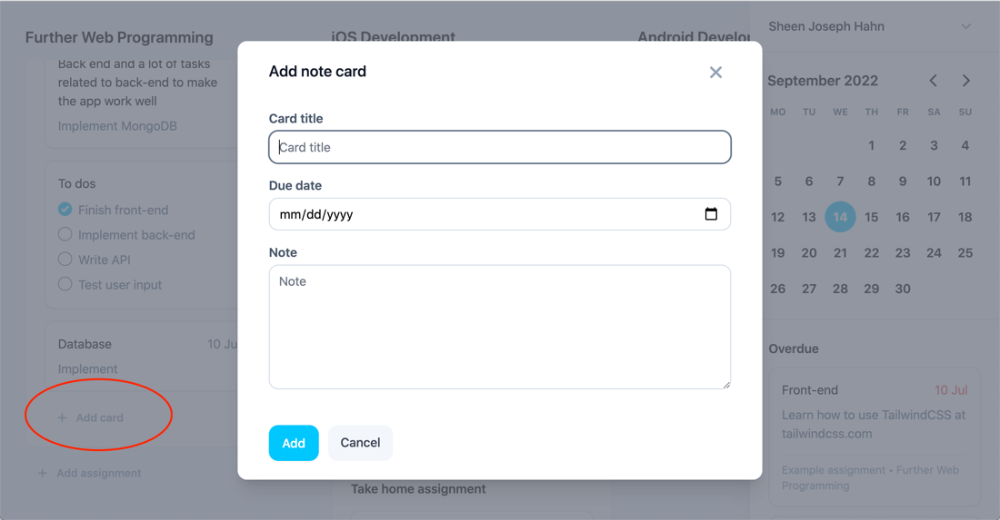 Further Web Programming
Back end and a lot of tasks
related to back-end to make
the app work well
Implement MongoDB
To dos
Finish front-end
Implement back-end
Write API
Test user input
Database 10 Ju
Implement
+ Add card
+ Add assignment
iOS Development
Take home assignment
Android Develo
Add note card
Card title
Card title
Due date
mm/dd/yyyy
Note
Note
Add Cancel
Sheen Joseph Hahn
September 2022
MO TU WE TH FR SA SU
1 2 3 4
5 6 7 8 9 10 11
12 13 14 15 16 17 18
19 20 21 22 23 24 25
26 27 28 29 30
Overdue
Front-end 10 Jul
Learn how to use TailwindCSS at
tailwindcss.com
Example assignment • Further Web
Programming